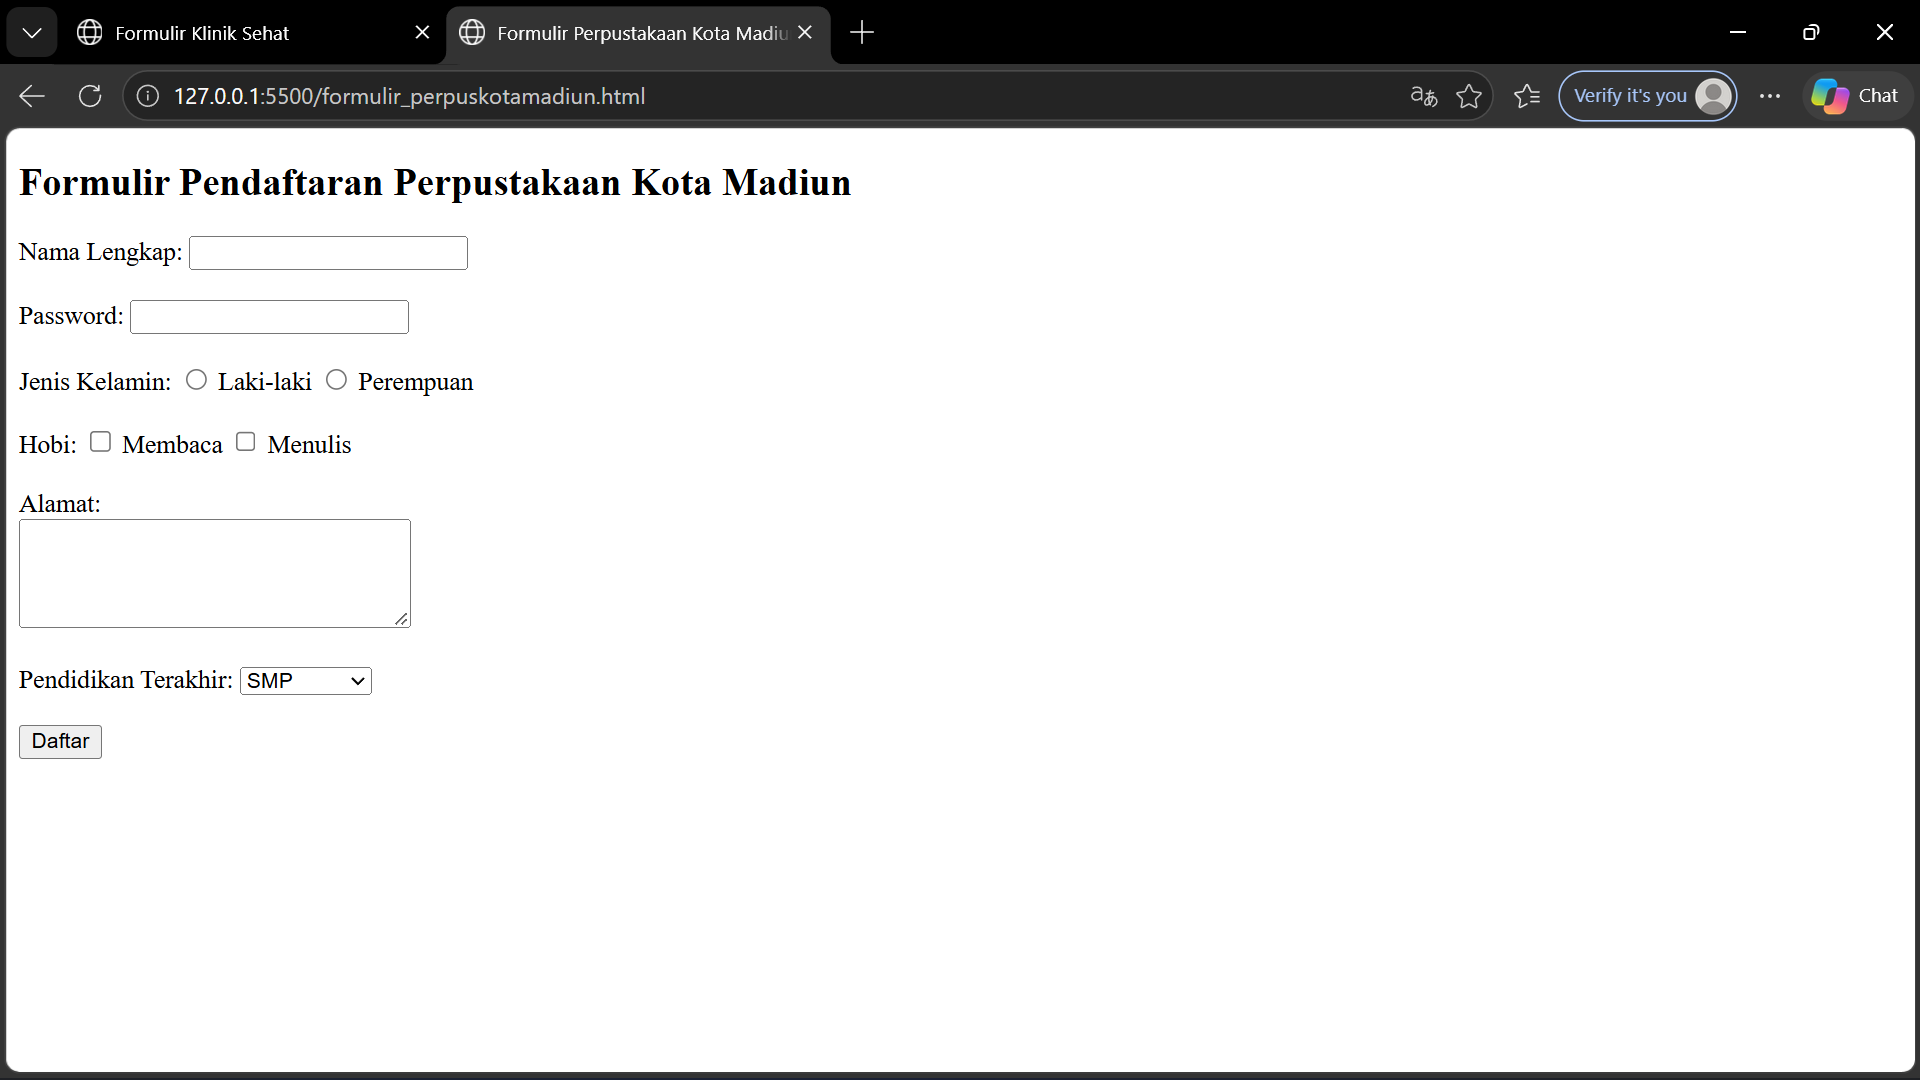 Formulir Klinik Sehat
Formulir Perpustakaan Kota Madiu
127.0.0.1:5500/formulir_perpuskotamadiun.html
Verify it's you
Chat
Formulir Pendaftaran Perpustakaan Kota Madiun
Nama Lengkap:
Password:
Jenis Kelamin: Laki-laki Perempuan
Hobi: Membaca Menulis
Alamat:
Pendidikan Terakhir: SMP
Daftar